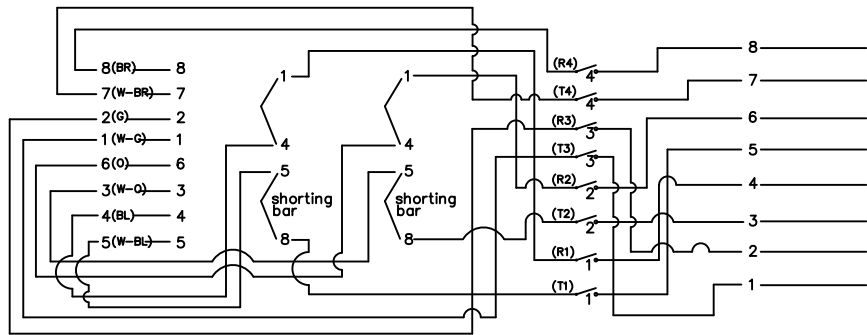 8(BR) 8
7(W-BR) 7
2(G) 2
1(W-G) 1
6(O) 6
3(W-O) 3
4(BL) 4
5(W-BL) 5
1
4
5
shorting
bar
8
1
4
5
shorting
bar
8
(R4) 4
(T4) 4
(R3) 3
(T3) 3
(R2) 2
(T2) 2
(R1) 1
(T1) 1
8
7
6
5
4
3
2
1